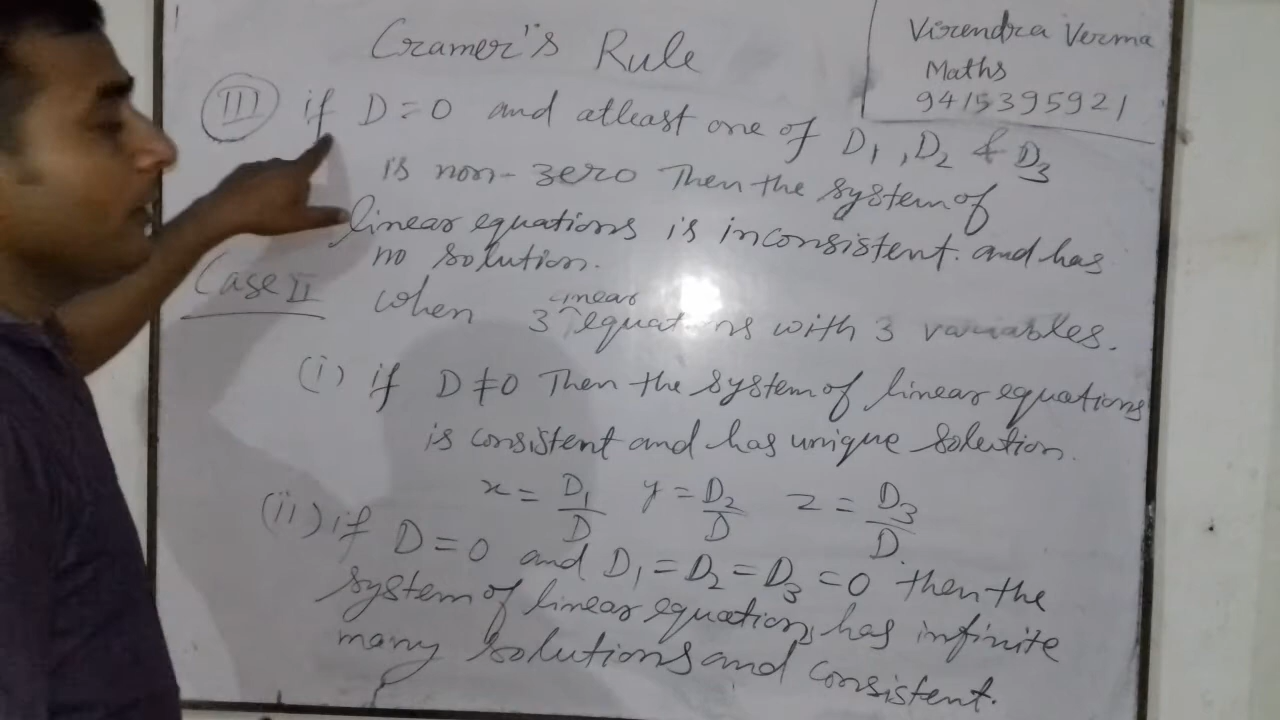 Cramer's Rule
Virendra Verma
Maths
9415395921
III if D = 0 and atleast one of D₁, D₂ & D₃
is non-zero Then the system of
linear equations is inconsistent. and has
no solution.
Case II when 3 linear equations with 3 variables.
(i) if D ≠ 0 Then the system of linear equations
is consistent and has unique solution.
x = D₁/D y = D₂/D z = D₃/D.
(ii) if D = 0 and D₁ = D₂ = D₃ = 0 then the
system of linear equations has infinite
many solutions and consistent.